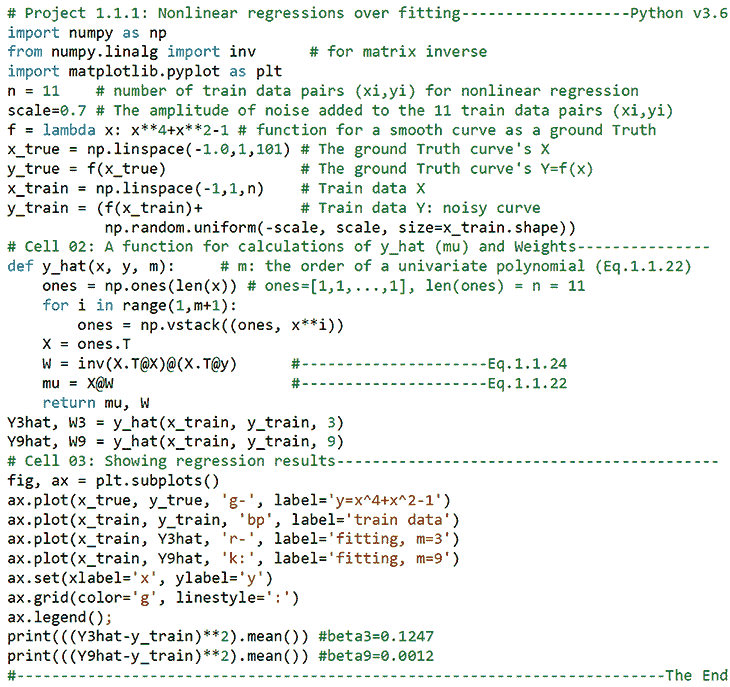 # Project 1.1.1: Nonlinear regressions over fitting-------------------Python v3.6
import numpy as np
from numpy.linalg import inv      # for matrix inverse
import matplotlib.pyplot as plt
n = 11    # number of train data pairs (xi,yi) for nonlinear regression
scale=0.7 # The amplitude of noise added to the 11 train data pairs (xi,yi)
f = lambda x: x**4+x**2-1 # function for a smooth curve as a ground Truth
x_true = np.linspace(-1.0,1,101) # The ground Truth curve's X
y_true = f(x_true)               # The ground Truth curve's Y=f(x)
x_train = np.linspace(-1,1,n)    # Train data X
y_train = (f(x_train)+           # Train data Y: noisy curve
           np.random.uniform(-scale, scale, size=x_train.shape))
# Cell 02: A function for calculations of y_hat (mu) and Weights---------------
def y_hat(x, y, m):     # m: the order of a univariate polynomial (Eq.1.1.22)
    ones = np.ones(len(x)) # ones=[1,1,...,1], len(ones) = n = 11
    for i in range(1,m+1):
        ones = np.vstack((ones, x**i))
    X = ones.T
    W = inv(X.T@X)@(X.T@y)      #---------------------Eq.1.1.24
    mu = X@W                    #---------------------Eq.1.1.22
    return mu, W
Y3hat, W3 = y_hat(x_train, y_train, 3)
Y9hat, W9 = y_hat(x_train, y_train, 9)
# Cell 03: Showing regression results-------------------------------------------
fig, ax = plt.subplots()
ax.plot(x_true, y_true, 'g-', label='y=x^4+x^2-1')
ax.plot(x_train, y_train, 'bp', label='train data')
ax.plot(x_train, Y3hat, 'r-', label='fitting, m=3')
ax.plot(x_train, Y9hat, 'k:', label='fitting, m=9')
ax.set(xlabel='x', ylabel='y')
ax.grid(color='g', linestyle=':')
ax.legend();
print(((Y3hat-y_train)**2).mean()) #beta3=0.1247
print(((Y9hat-y_train)**2).mean()) #beta9=0.0012
#--------------------------------------------------------------------------The End